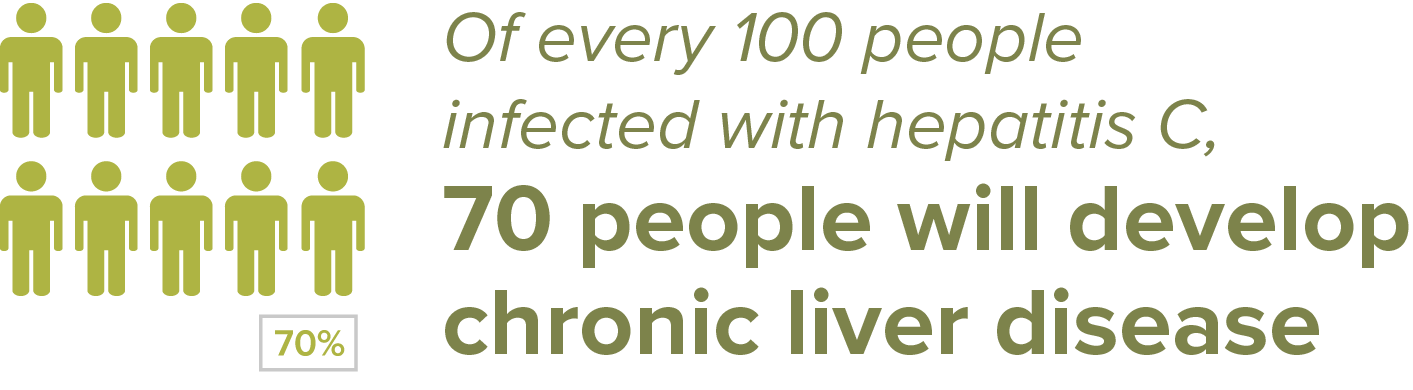 Of every 100 people
infected with hepatitis C,
70 people will develop
chronic liver disease
70%